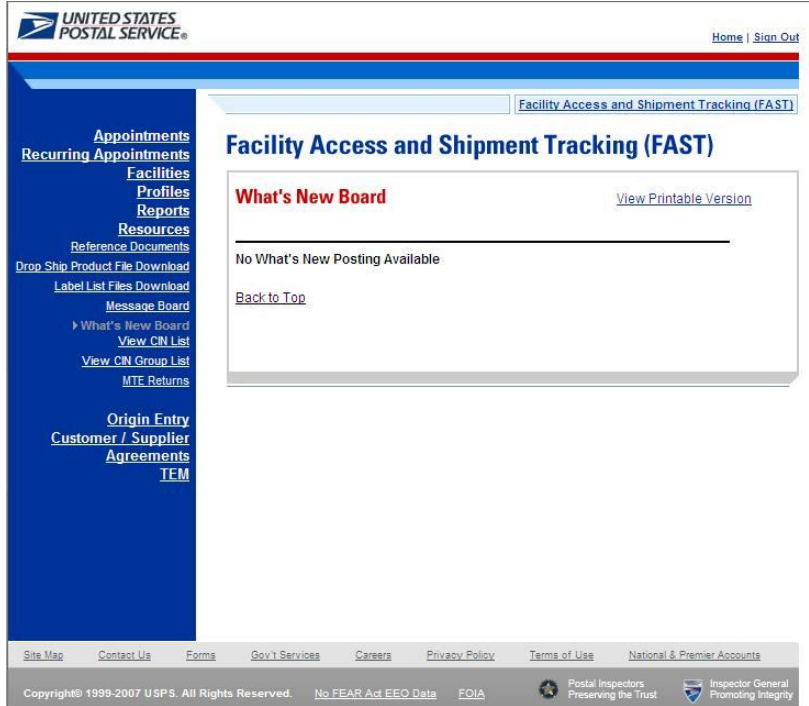 UNITED STATES
POSTAL SERVICE®
Home | Sign Out
Facility Access and Shipment Tracking (FAST)
Appointments
Recurring Appointments
Facilities
Profiles
Reports
Resources
Reference Documents
Drop Ship Product File Download
Label List Files Download
Message Board
What's New Board
View CIN List
View CIN Group List
MTE Returns
Origin Entry
Customer / Supplier
Agreements
TEM
Facility Access and Shipment Tracking (FAST)
What's New Board
View Printable Version
No What's New Posting Available
Back to Top
Site Map Contact Us Forms Gov't Services Careers Privacy Policy Terms of Use National & Premier Accounts
Copyright© 1999-2007 USPS. All Rights Reserved. No FEAR Act EEO Data FOIA
Postal Inspectors
Preserving the Trust
Inspector General
Promoting Integrity